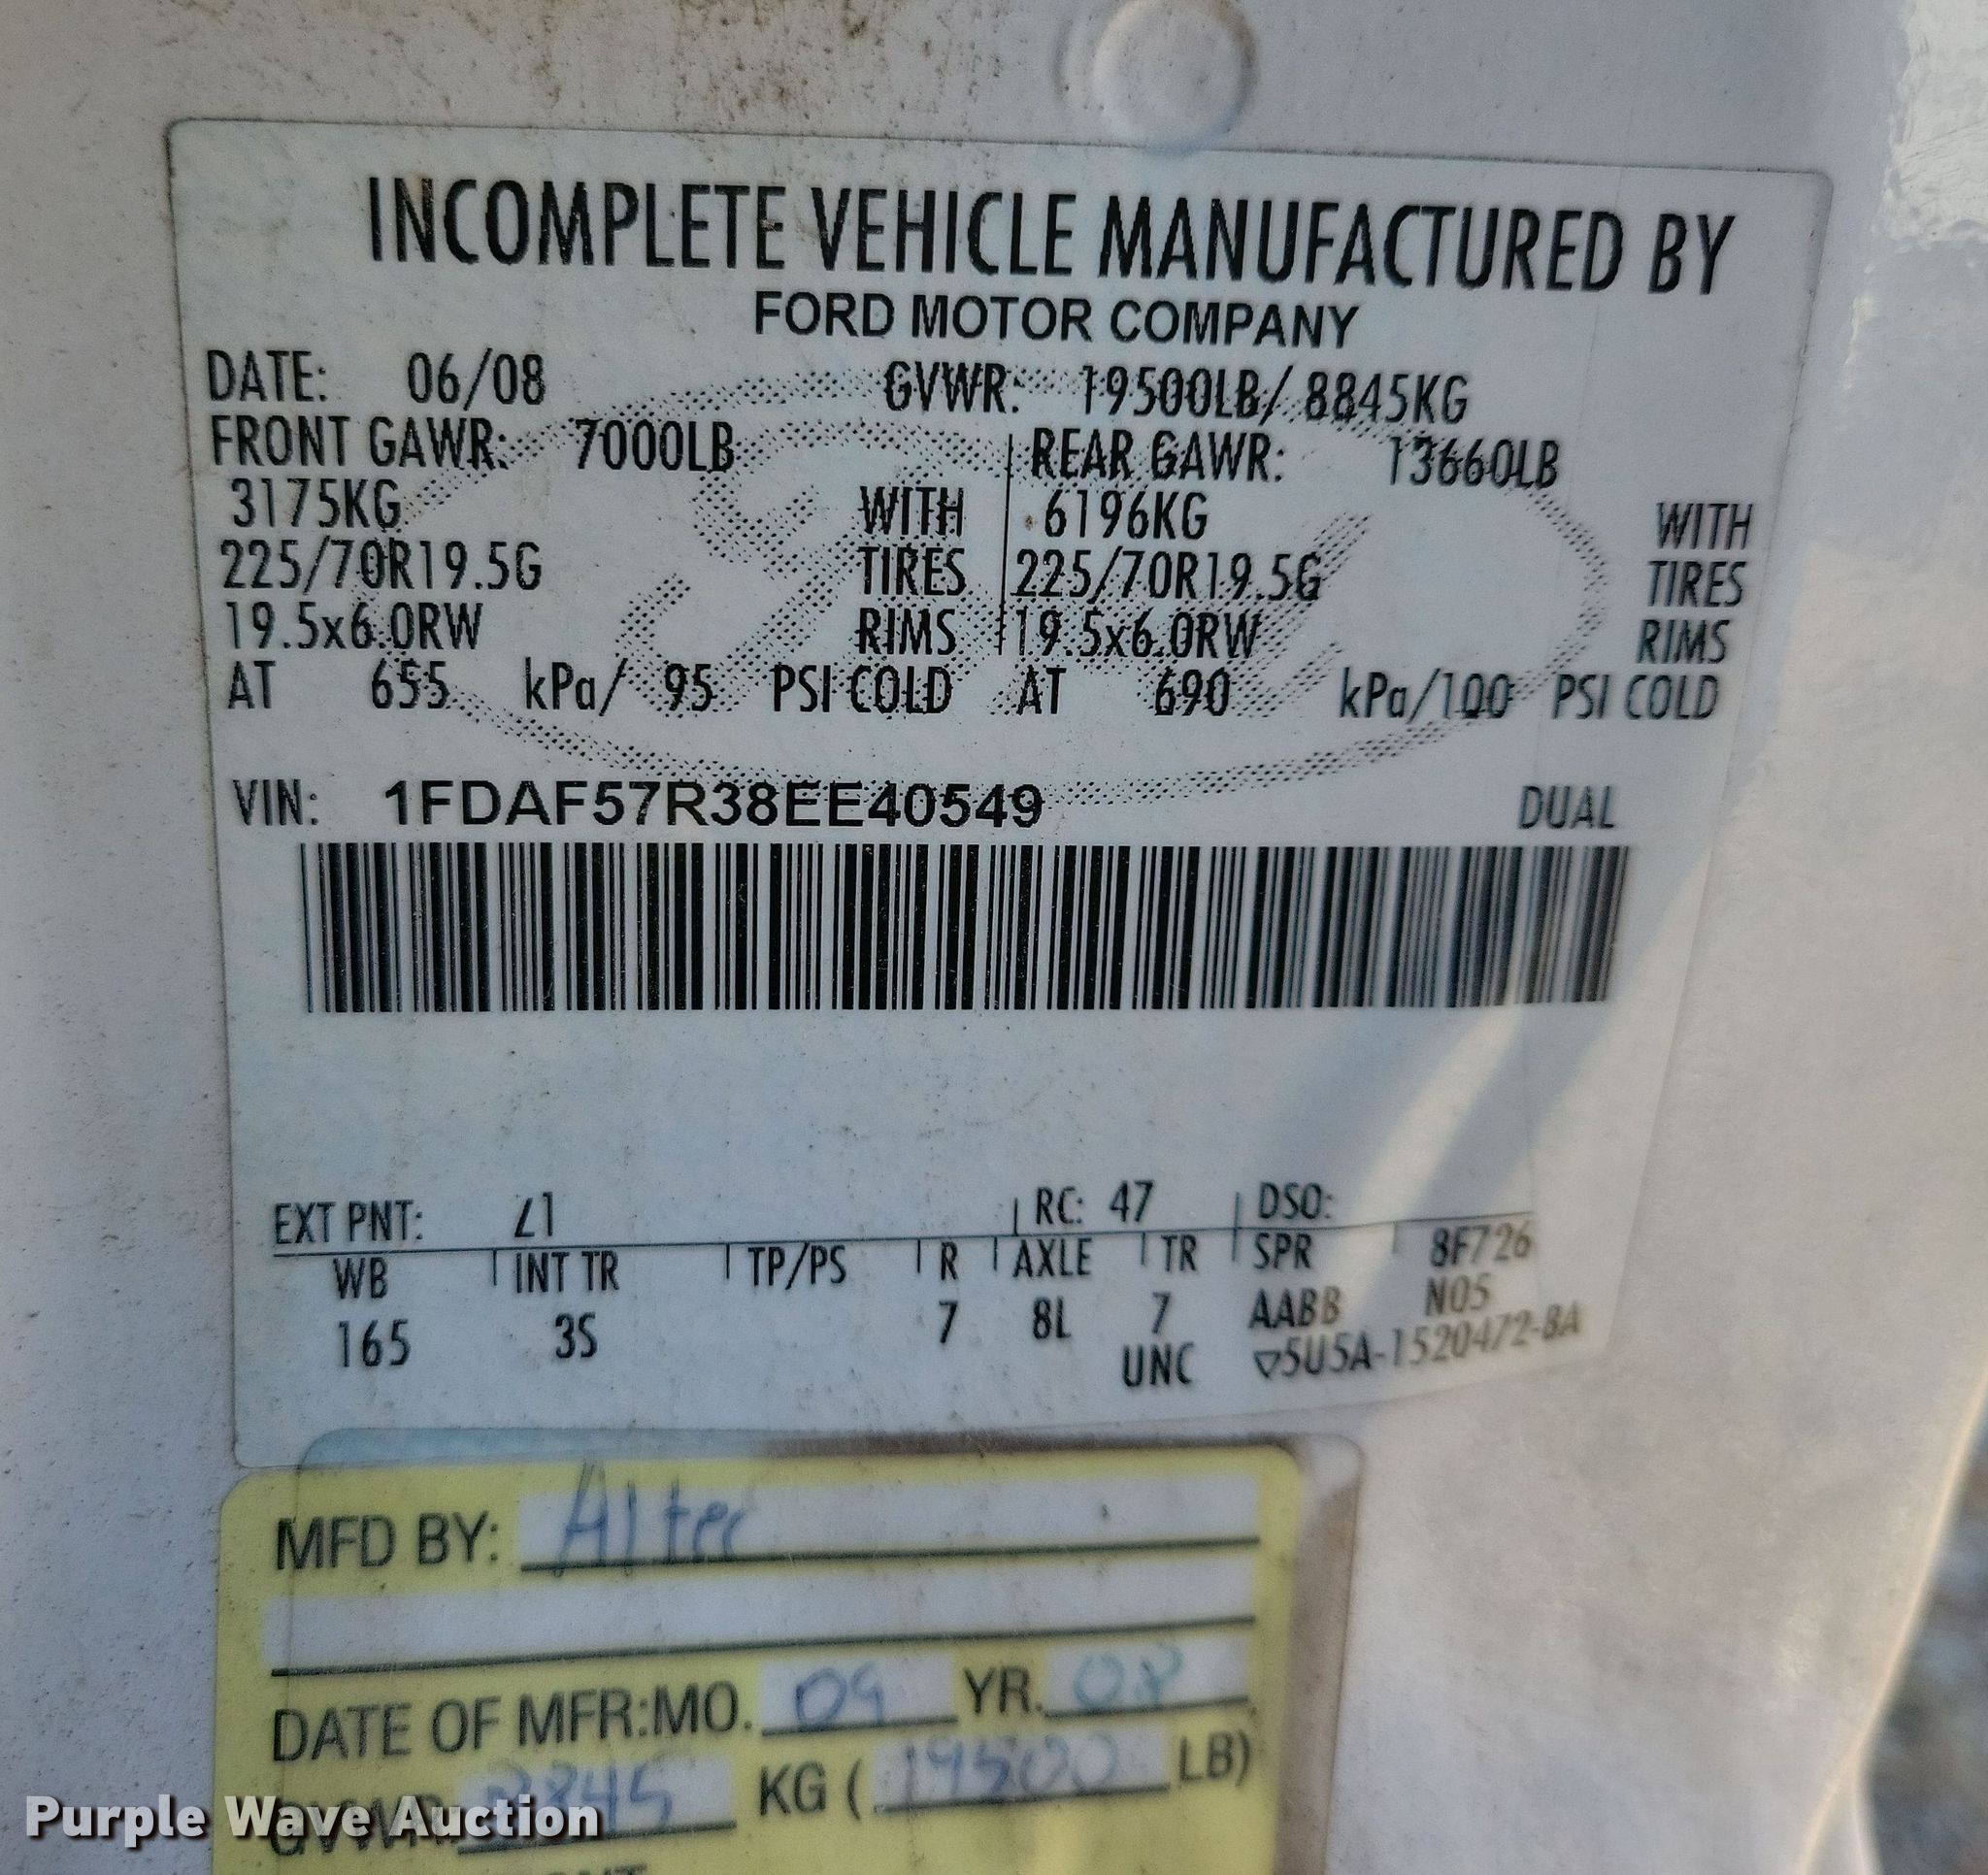 INCOMPLETE VEHICLE MANUFACTURED BY
FORD MOTOR COMPANY
DATE: 06/08 GVWR: 19500LB/ 8845KG
FRONT GAWR: 7000LB REAR GAWR: 13660LB
3175KG WITH 6196KG WITH
225/70R19.5G TIRES 225/70R19.5G TIRES
19.5x6.0RW RIMS 19.5x6.0RW RIMS
AT 655 kPa/ 95 PSI COLD AT 690 kPa/100 PSI COLD
VIN: 1FDAF57R38EE40549 DUAL
EXT PNT: Z1 RC: 47 DSO:
WB INT TR TP/PS R AXLE TR SPR 8F726
165 3S 7 8L 7 AABB N05
UNC ▽5U5A-1520472-BA
MFD BY: Altec
DATE OF MFR:MO. 09 YR. 08
GVWR 8845 KG ( 19500 LB)
Purple Wave Auction